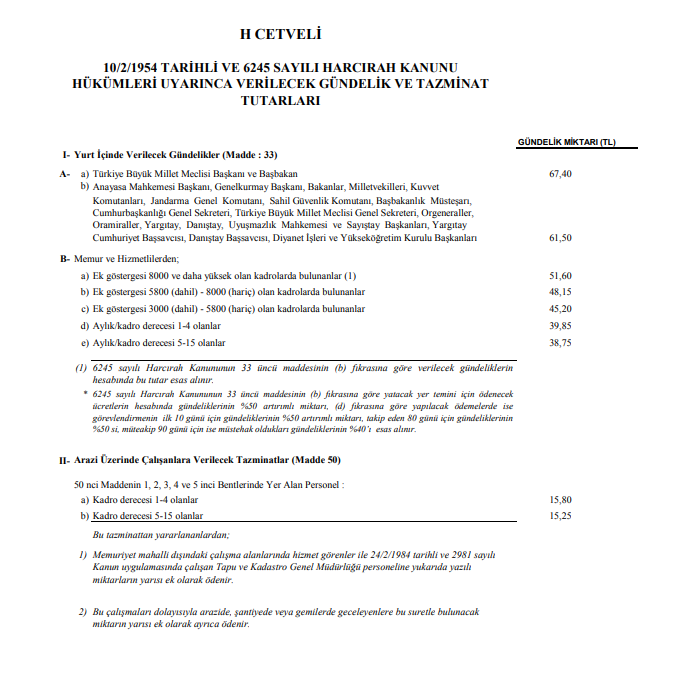 H CETVELİ
10/2/1954 TARİHLİ VE 6245 SAYILI HARCIRAH KANUNU
HÜKÜMLERİ UYARINCA VERİLECEK GÜNDELİK VE TAZMİNAT
TUTARLARI
GÜNDELİK MİKTARI (TL)
I- Yurt İçinde Verilecek Gündelikler (Madde : 33)
A- a) Türkiye Büyük Millet Meclisi Başkanı ve Başbakan 67,40
b) Anayasa Mahkemesi Başkanı, Genelkurmay Başkanı, Bakanlar, Milletvekilleri, Kuvvet
Komutanları, Jandarma Genel Komutanı, Sahil Güvenlik Komutanı, Başbakanlık Müsteşarı,
Cumhurbaşkanlığı Genel Sekreteri, Türkiye Büyük Millet Meclisi Genel Sekreteri, Orgeneraller,
Oramiraller, Yargıtay, Danıştay, Uyuşmazlık Mahkemesi ve Sayıştay Başkanları, Yargıtay
Cumhuriyet Başsavcısı, Danıştay Başsavcısı, Diyanet İşleri ve Yükseköğretim Kurulu Başkanları 61,50
B- Memur ve Hizmetlilerden;
a) Ek göstergesi 8000 ve daha yüksek olan kadrolarda bulunanlar (1) 51,60
b) Ek göstergesi 5800 (dahil) - 8000 (hariç) olan kadrolarda bulunanlar 48,15
c) Ek göstergesi 3000 (dahil) - 5800 (hariç) olan kadrolarda bulunanlar 45,20
d) Aylık/kadro derecesi 1-4 olanlar 39,85
e) Aylık/kadro derecesi 5-15 olanlar 38,75
(1) 6245 sayılı Harcırah Kanununun 33 üncü maddesinin (b) fıkrasına göre verilecek gündeliklerin
hesabında bu tutar esas alınır.
* 6245 sayılı Harcırah Kanununun 33 üncü maddesinin (b) fıkrasına göre yatacak yer temini için ödenecek
ücretlerin hesabında gündeliklerinin %50 artırımlı miktarı, (d) fıkrasına göre yapılacak ödemelerde ise
görevlendirmenin ilk 10 günü için gündeliklerinin %50 artırımlı miktarı, takip eden 80 günü için gündeliklerinin
%50 si, müteakip 90 günü için ise müstehak oldukları gündeliklerinin %40'ı esas alınır.
II- Arazi Üzerinde Çalışanlara Verilecek Tazminatlar (Madde 50)
50 nci Maddenin 1, 2, 3, 4 ve 5 inci Bentlerinde Yer Alan Personel :
a) Kadro derecesi 1-4 olanlar 15,80
b) Kadro derecesi 5-15 olanlar 15,25
Bu tazminattan yararlananlardan;
1) Memuriyet mahalli dışındaki çalışma alanlarında hizmet görenler ile 24/2/1984 tarihli ve 2981 sayılı
Kanun uygulamasında çalışan Tapu ve Kadastro Genel Müdürlüğü personeline yukarıda yazılı
miktarların yarısı ek olarak ödenir.
2) Bu çalışmaları dolayısıyla arazide, şantiyede veya gemilerde geceleyenlere bu suretle bulunacak
miktarın yarısı ek olarak ayrıca ödenir.